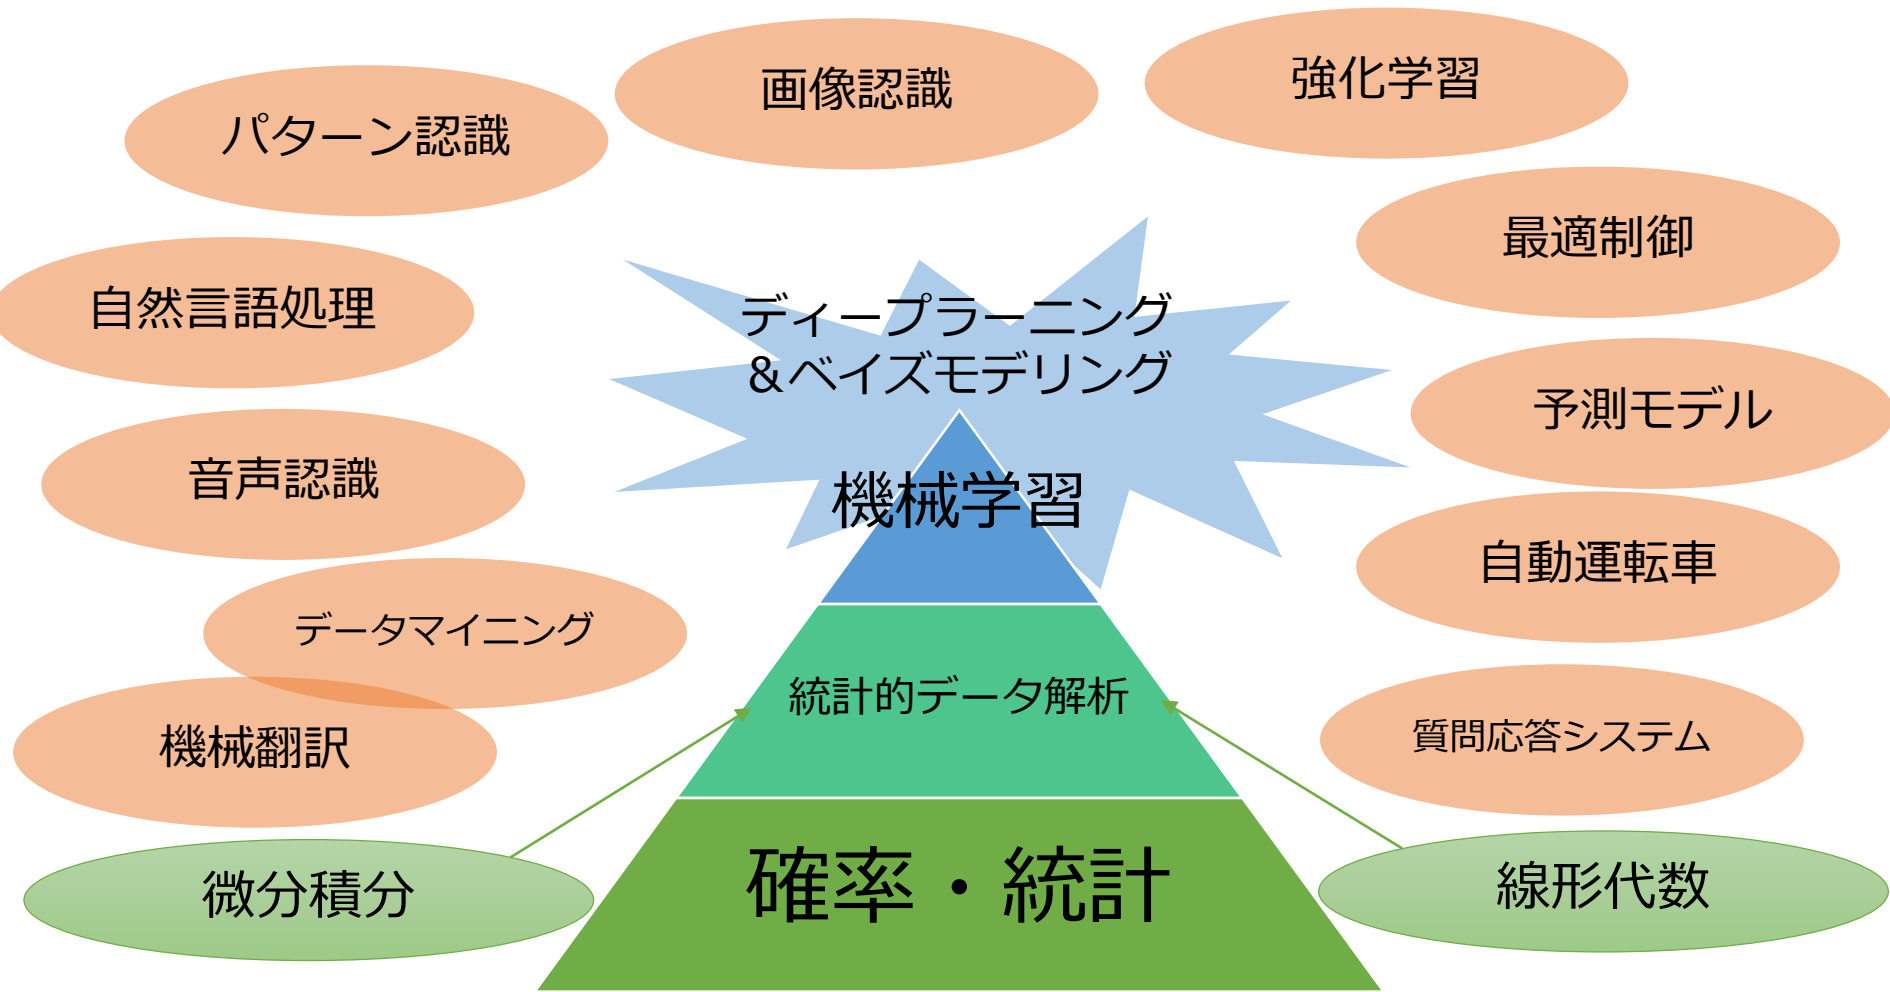 画像認識
強化学習
パターン認識
最適制御
自然言語処理
ディープラーニング
&ベイズモデリング
予測モデル
音声認識
機械学習
自動運転車
データマイニング
統計的データ解析
質問応答システム
機械翻訳
確率・統計
微分積分
線形代数